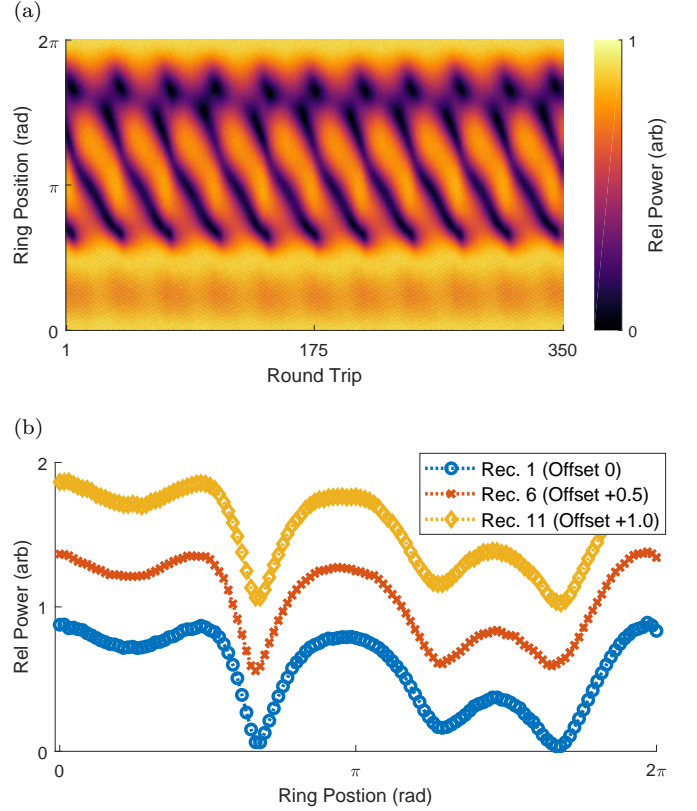 (a)
2π
π
0
Ring Position (rad)
1
175
350
Round Trip
1
0
Rel Power (arb)
(b)
2
1
0
Rel Power (arb)
Rec. 1 (Offset 0)
Rec. 6 (Offset +0.5)
Rec. 11 (Offset +1.0)
0
π
2π
Ring Postion (rad)